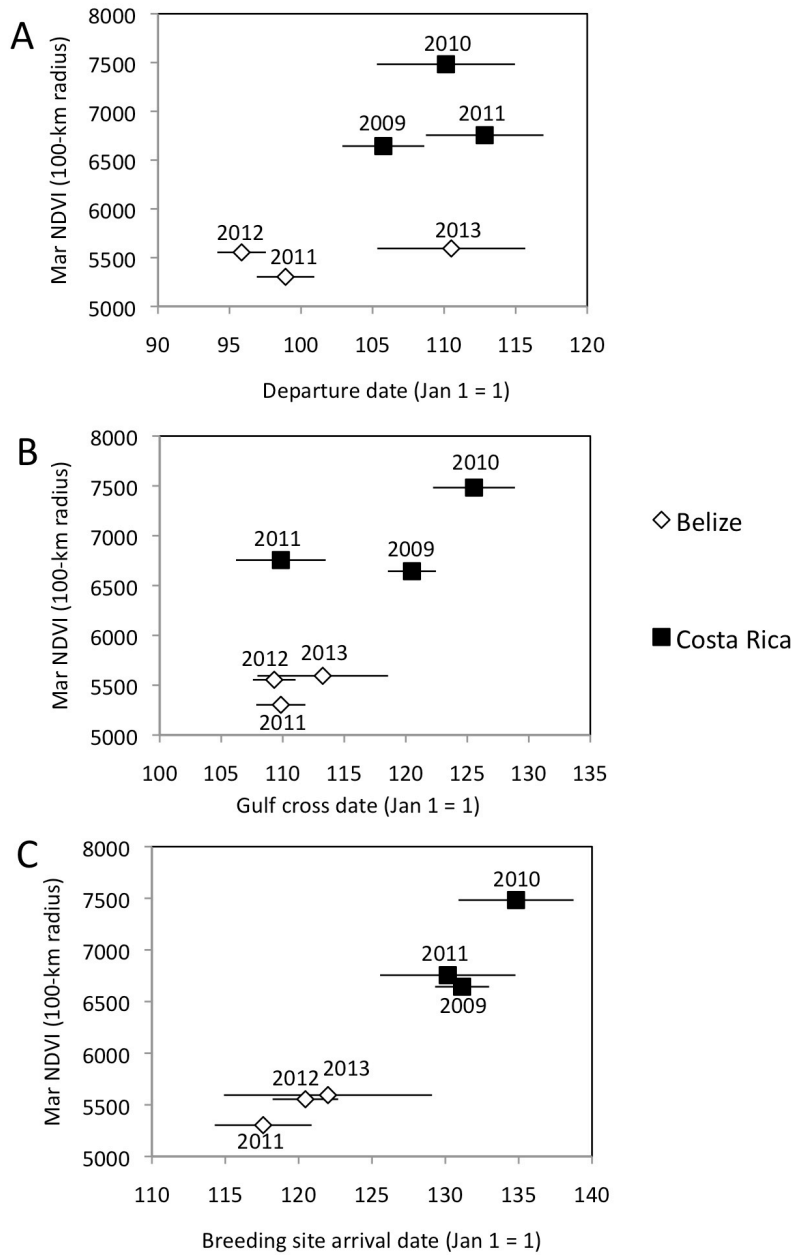 A
Mar NDVI (100-km radius)
8000
7500
7000
6500
6000
5500
5000
2010
2009
2011
2012
2011
2013
90 95 100 105 110 115 120
Departure date (Jan 1 = 1)
B
Mar NDVI (100-km radius)
8000
7500
7000
6500
6000
5500
5000
2010
2011
2009
2012
2013
2011
100 105 110 115 120 125 130 135
Gulf cross date (Jan 1 = 1)
Belize
Costa Rica
C
Mar NDVI (100-km radius)
8000
7500
7000
6500
6000
5500
5000
2010
2011
2009
2012
2013
2011
110 115 120 125 130 135 140
Breeding site arrival date (Jan 1 = 1)